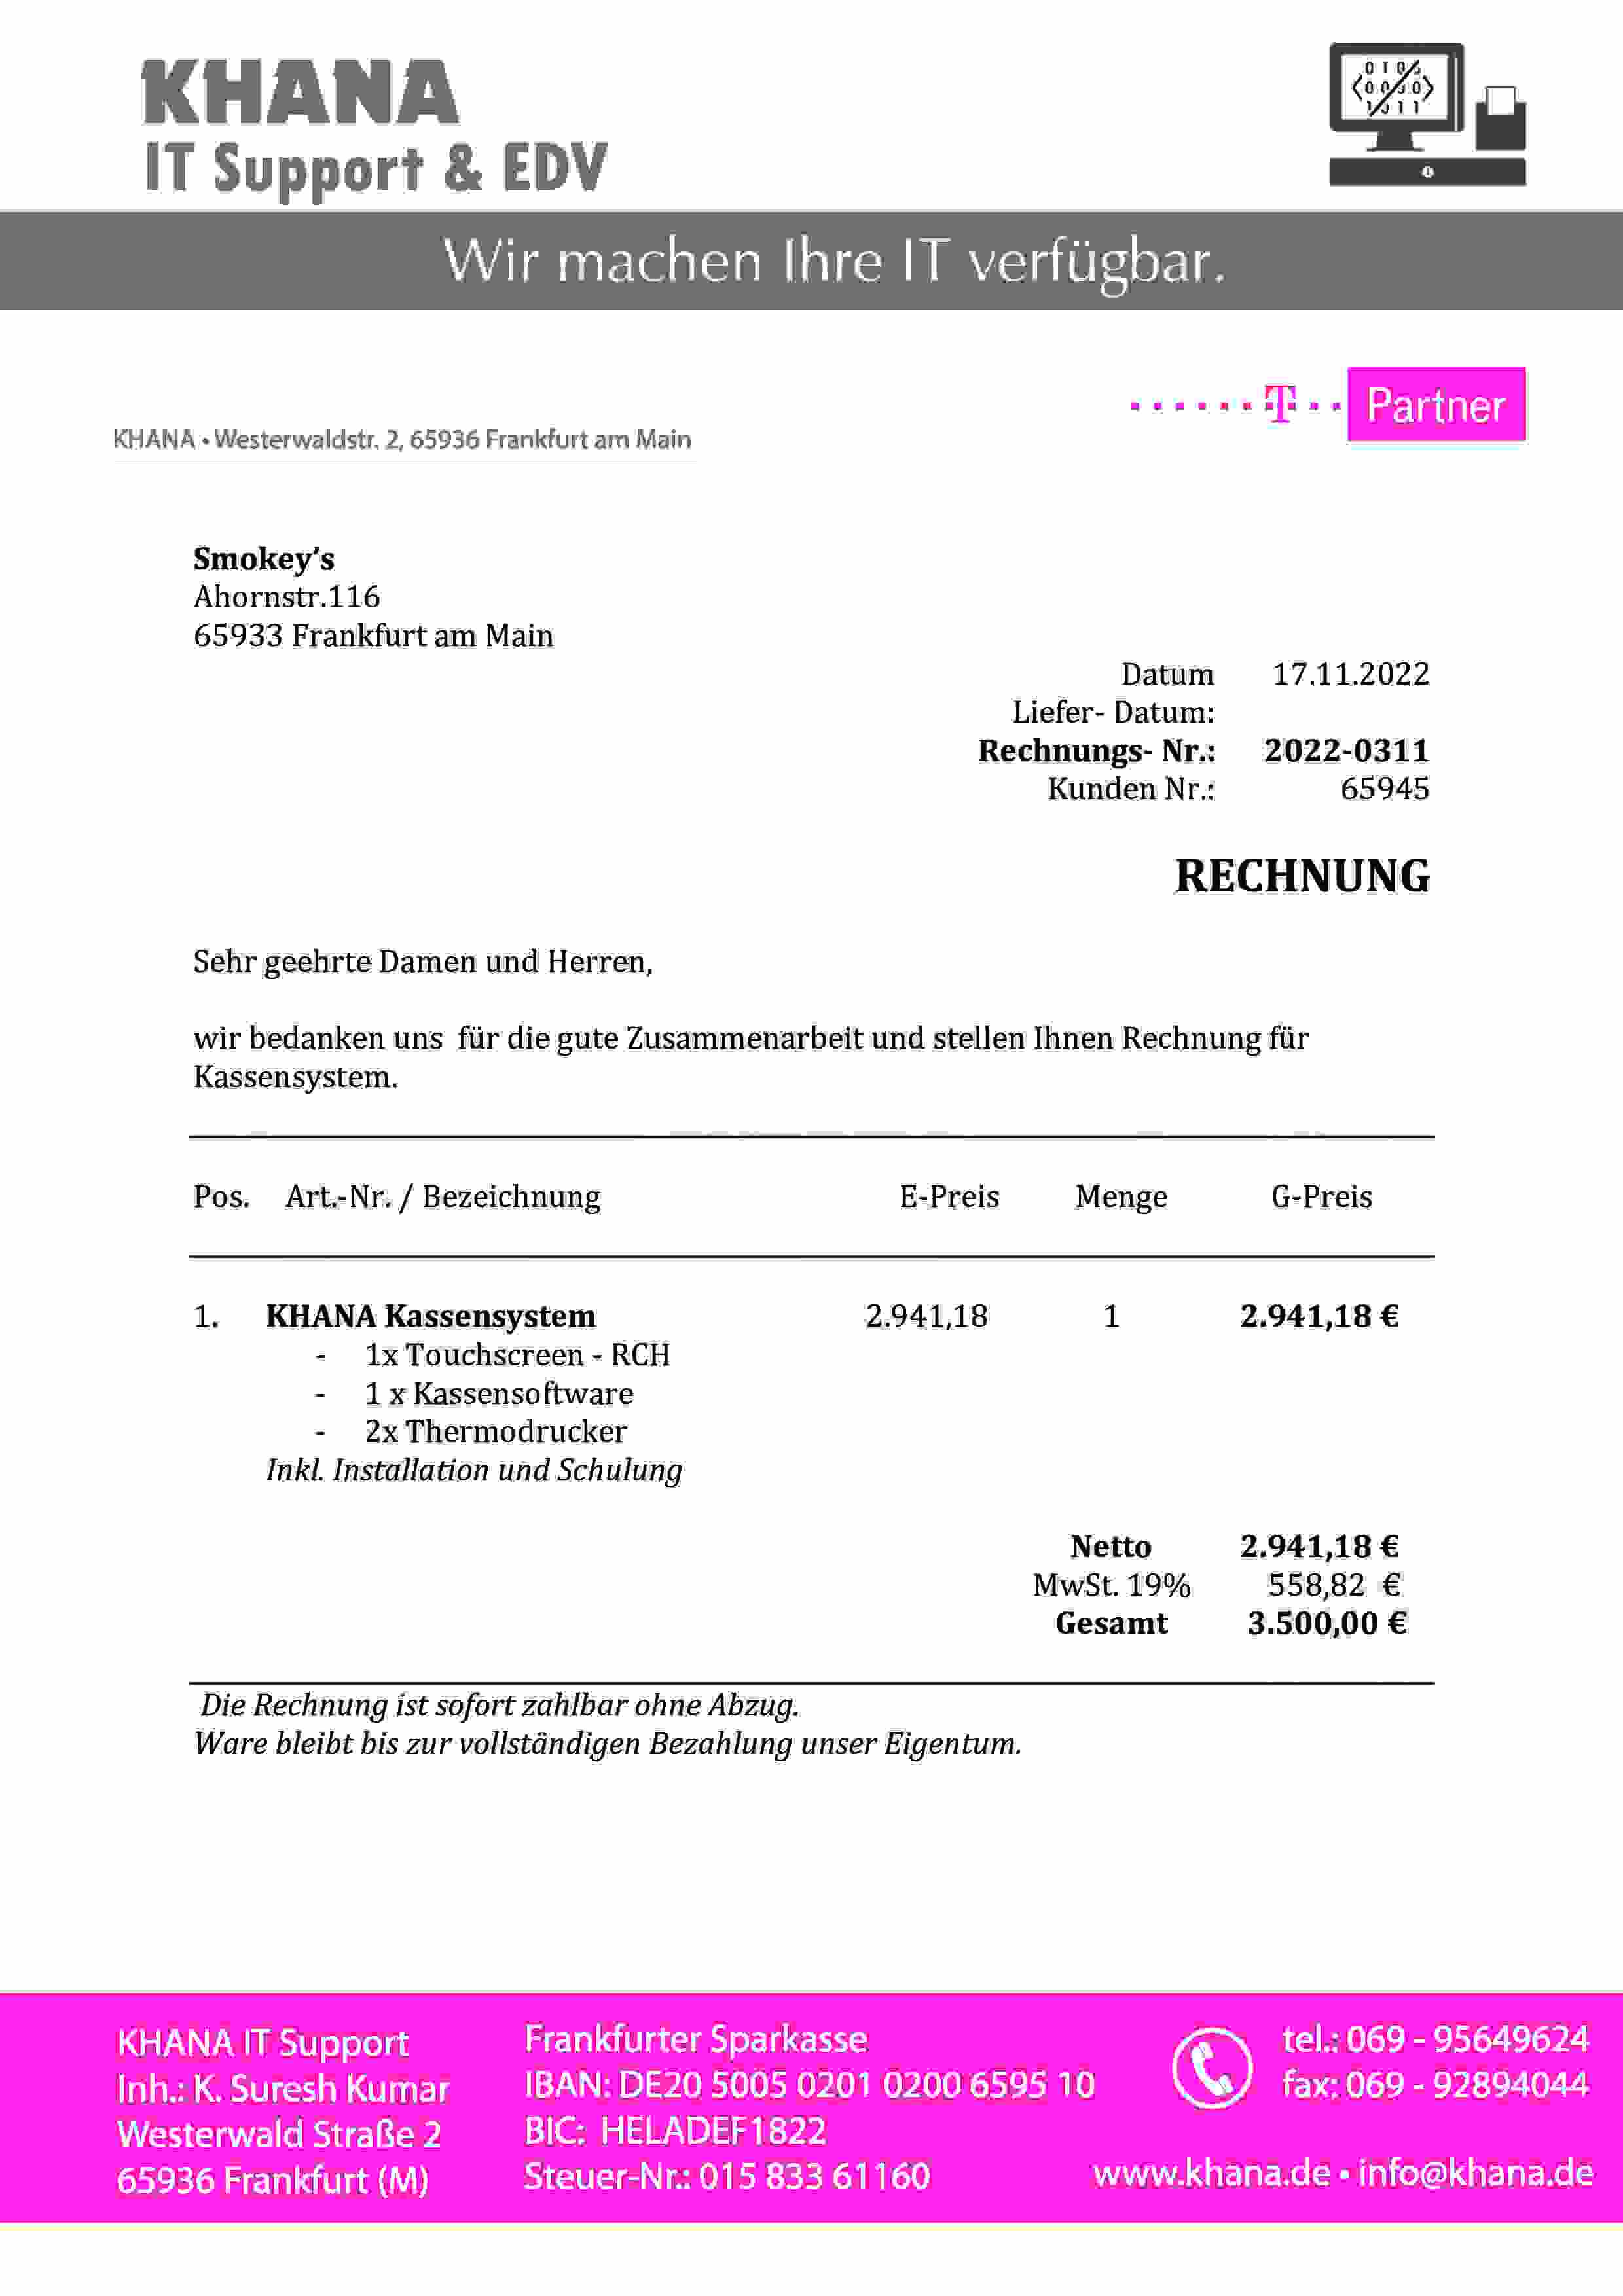 KHANA
IT Support & EDV
Wir machen Ihre IT verfügbar.
T Partner
KHANA • Westerwaldstr. 2, 65936 Frankfurt am Main
Smokey's
Ahornstr.116
65933 Frankfurt am Main
Datum 17.11.2022
Liefer- Datum:
Rechnungs- Nr.: 2022-0311
Kunden Nr.: 65945
RECHNUNG
Sehr geehrte Damen und Herren,
wir bedanken uns für die gute Zusammenarbeit und stellen Ihnen Rechnung für
Kassensystem.
Pos. Art.-Nr. / Bezeichnung E-Preis Menge G-Preis
1. KHANA Kassensystem 2.941,18 1 2.941,18 €
- 1x Touchscreen - RCH
- 1 x Kassensoftware
- 2x Thermodrucker
Inkl. Installation und Schulung
Netto 2.941,18 €
MwSt. 19% 558,82 €
Gesamt 3.500,00 €
Die Rechnung ist sofort zahlbar ohne Abzug.
Ware bleibt bis zur vollständigen Bezahlung unser Eigentum.
KHANA IT Support
Inh.: K. Suresh Kumar
Westerwald Straße 2
65936 Frankfurt (M)
Frankfurter Sparkasse
IBAN: DE20 5005 0201 0200 6595 10
BIC: HELADEF1822
Steuer-Nr.: 015 833 61160
tel.: 069 - 95649624
fax: 069 - 92894044
www.khana.de • info@khana.de